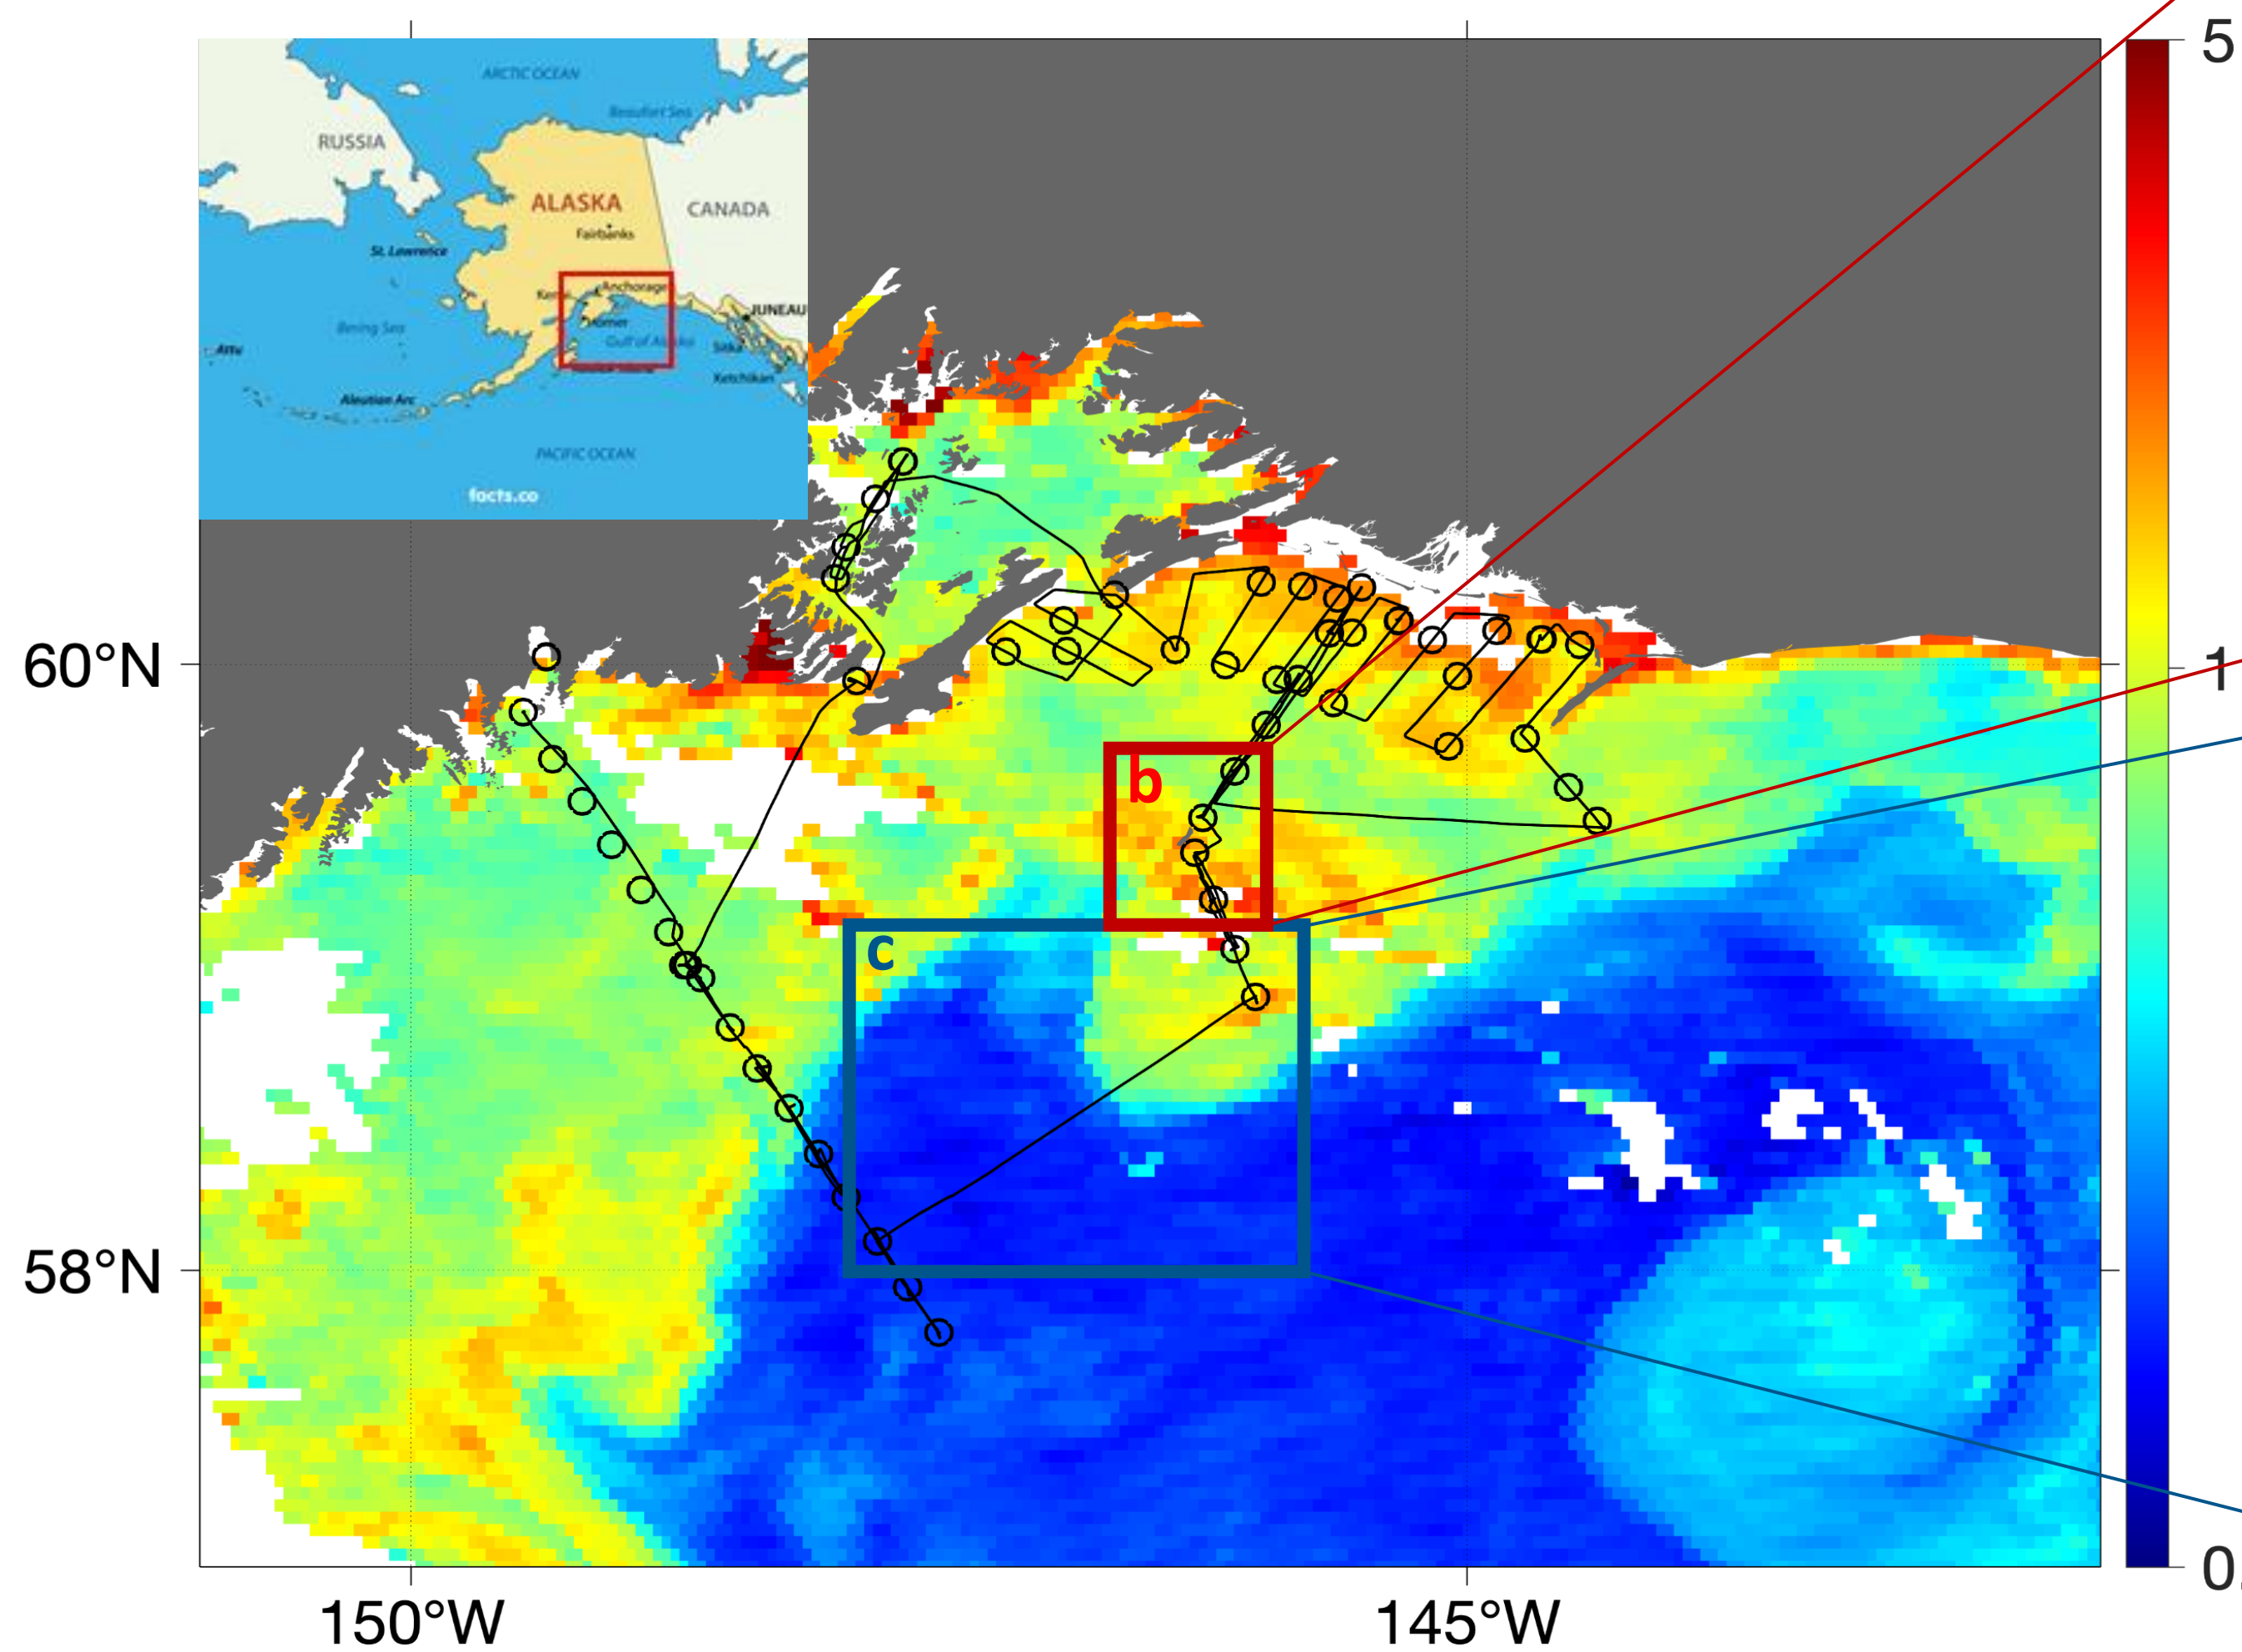 ARCTIC OCEAN
Beaufort Sea
RUSSIA
ALASKA
CANADA
Fairbanks
St. Lawrence
Anchorage
JUNEAU
Homer
Bering Sea
Gulf of Alaska
Attu
Sitka
Ketchikan
Aleutian Arc
PACIFIC OCEAN
facts.co
5
60°N
1
b
c
58°N
0.
150°W
145°W